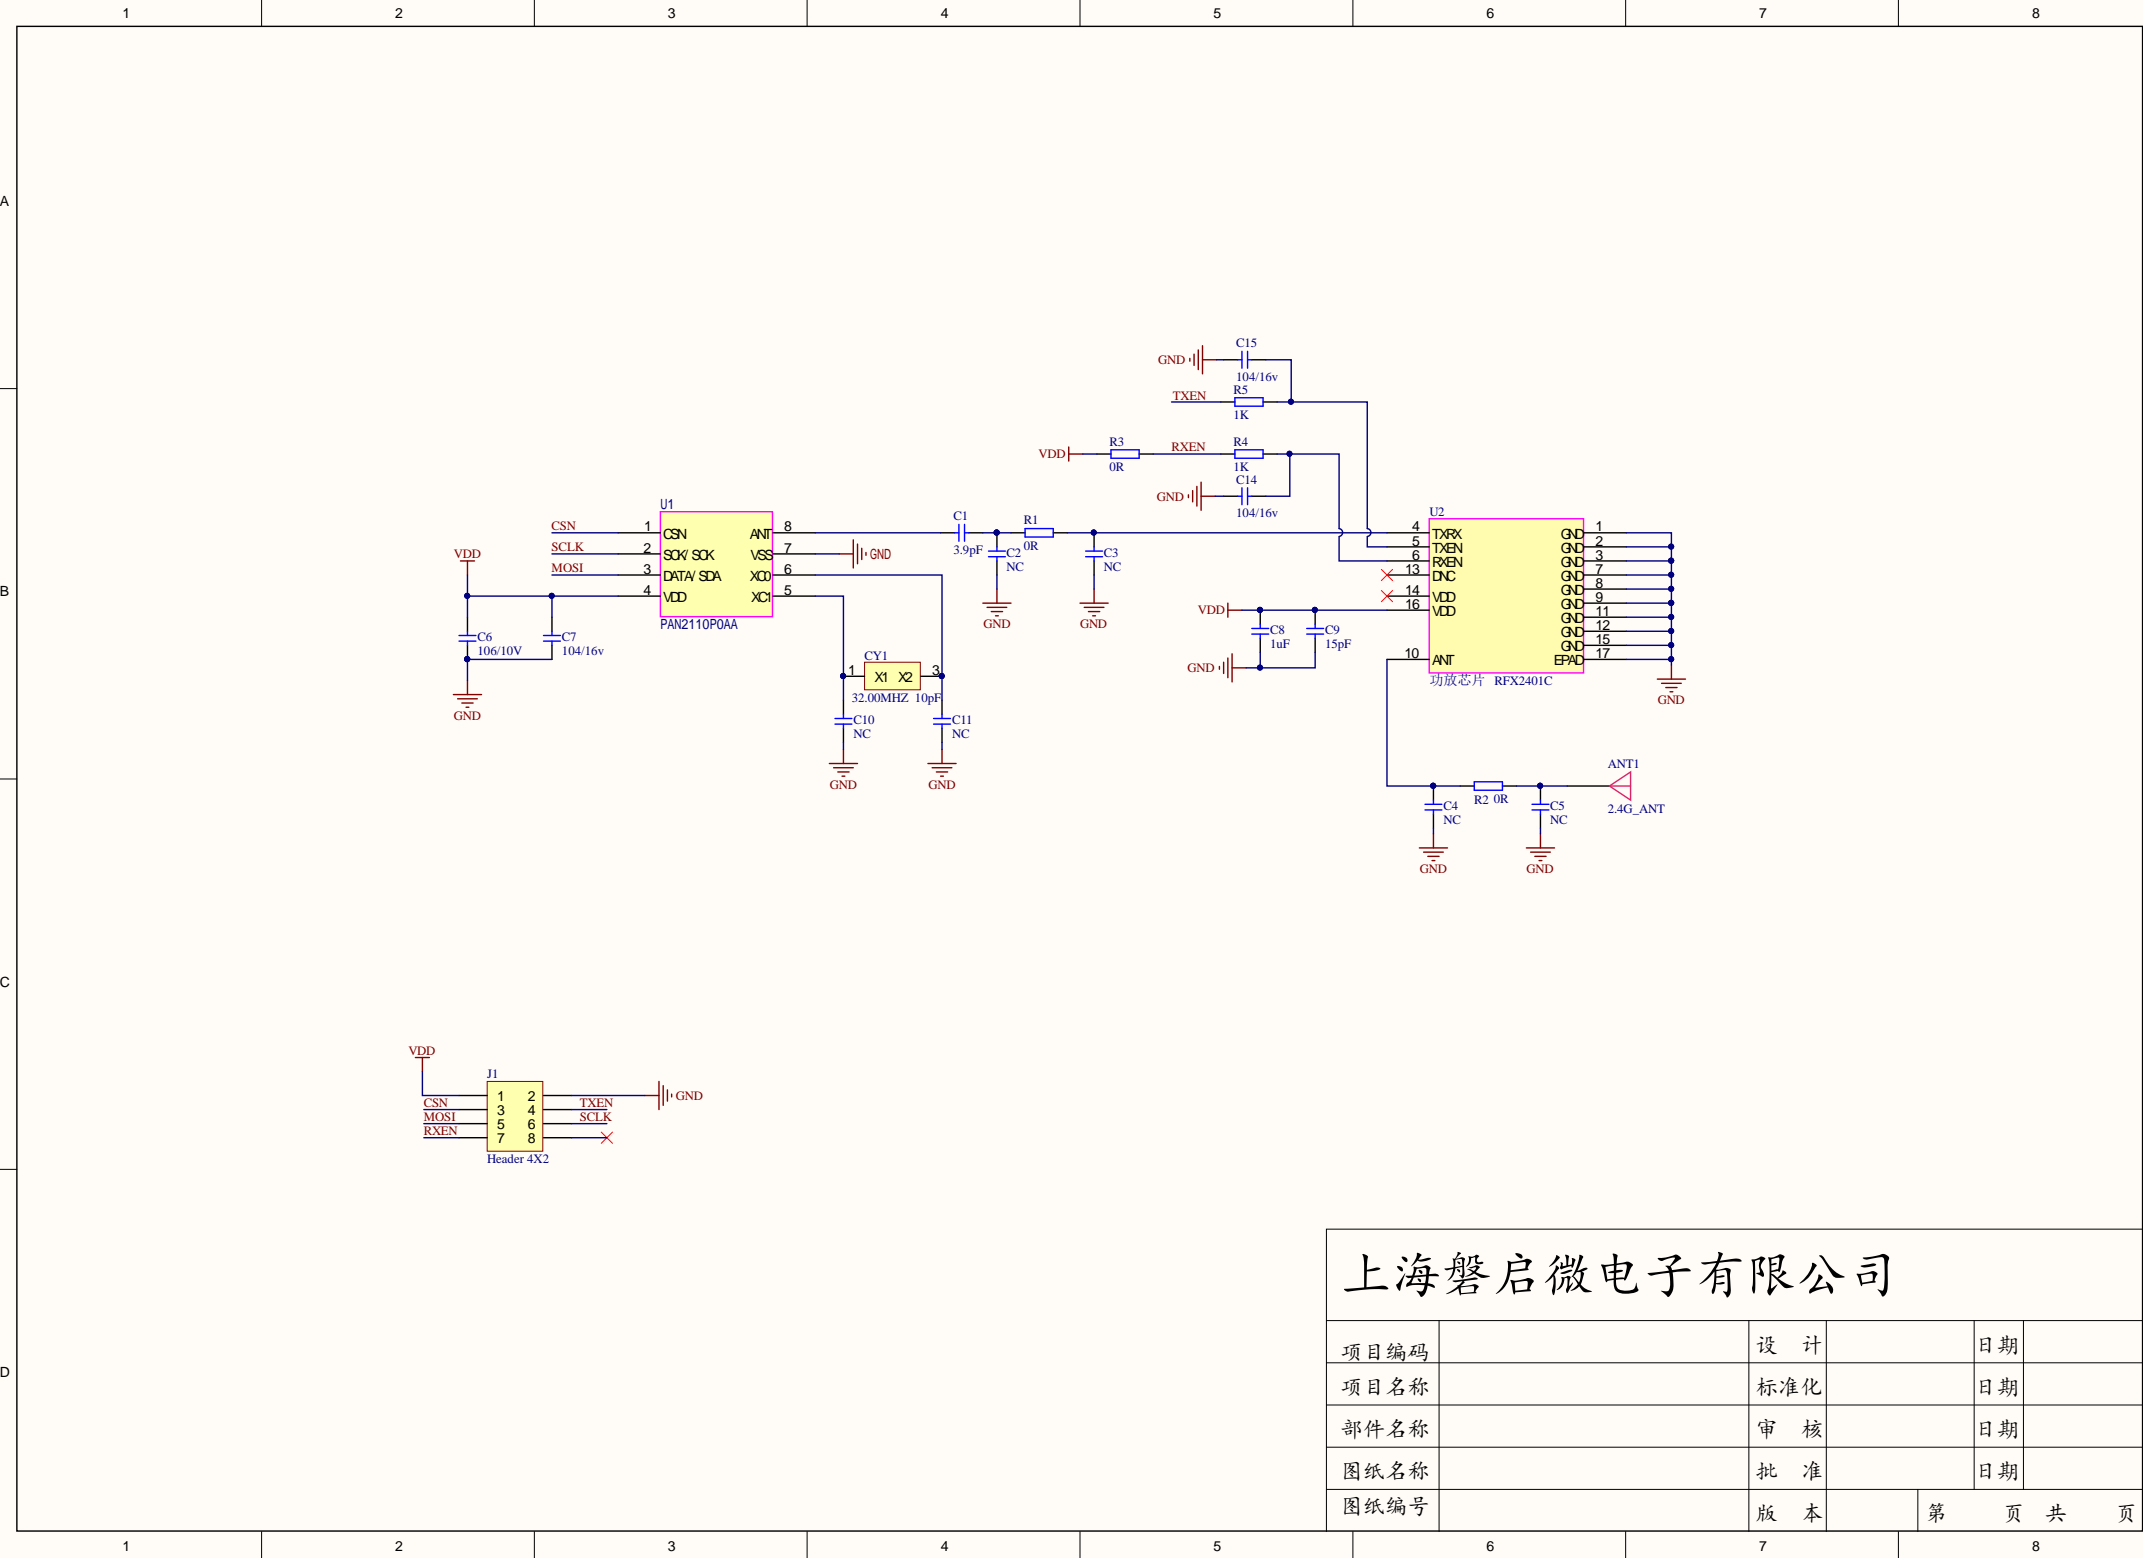 1 2 3 4 5 6 7 8
A
B
C
D
C15
GND
104/16v
R5
TXEN
1K
R3 RXEN R4
VDD
0R 1K
C14
GND
104/16v
U1
CSN 1 CSN ANT 8
SCLK 2 SCK/SCK VSS 7 GND
MOSI 3 DATA/SDA XC0 6
4 VDD XC1 5
PAN2110P0AA
VDD
C6
106/10V
C7
104/16v
GND
C1
3.9pF
R1
0R
C2
NC
GND
C3
NC
GND
CY1
1 X1 X2 3
32.00MHZ 10pF
C10
NC
GND
C11
NC
GND
U2
4 TXRX GND 1
5 TXEN GND 2
6 RXEN GND 3
13 DNC GND 7
14 VDD GND 8
16 VDD GND 9
GND 11
GND 12
GND 15
10 ANT EPAD 17
功放芯片 RFX2401C
GND
VDD
C8
1uF
C9
15pF
GND
ANT1
2.4G_ANT
R2 0R
C4
NC
GND
C5
NC
GND
VDD
J1
1 2 GND
CSN 3 4 TXEN
MOSI 5 6 SCLK
RXEN 7 8
Header 4X2
上海磐启微电子有限公司
项目编码 设 计 日期
项目名称 标准化 日期
部件名称 审 核 日期
图纸名称 批 准 日期
图纸编号 版 本 第 页 共 页
1 2 3 4 5 6 7 8